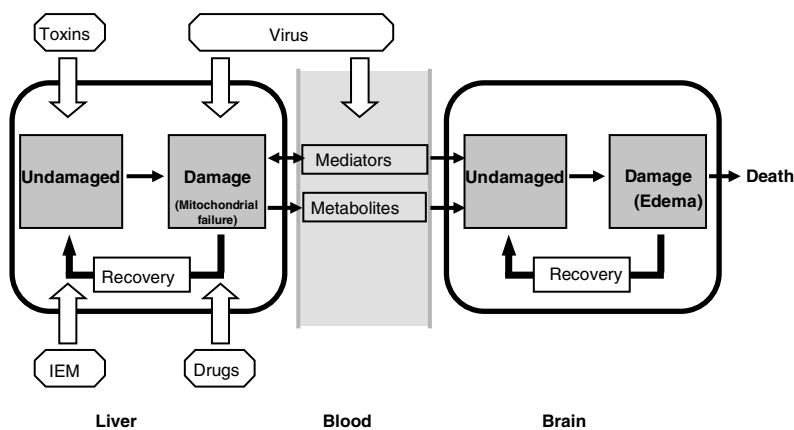 Toxins
Virus
Undamaged
Damage
(Mitochondrial
failure)
Mediators
Metabolites
Undamaged
Damage
(Edema)
Death
Recovery
Recovery
IEM
Drugs
Liver
Blood
Brain